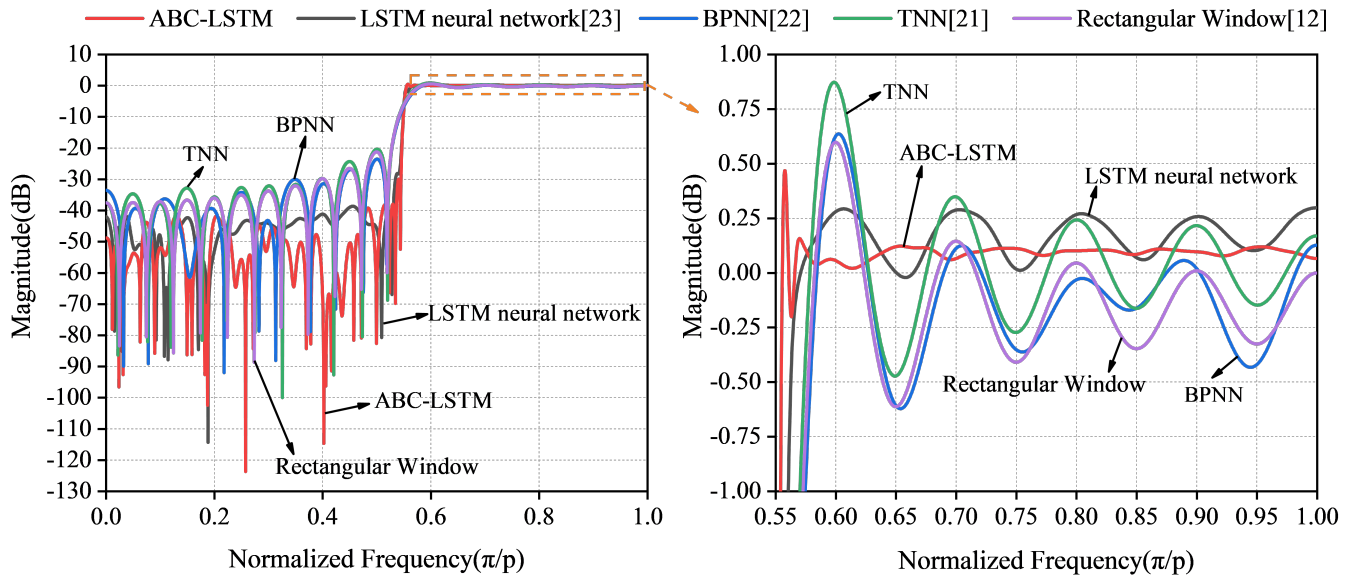 ABC-LSTM LSTM neural network[23] BPNN[22] TNN[21] Rectangular Window[12]
10
0
-10
-20
-30
-40
-50
-60
-70
-80
-90
-100
-110
-120
-130
Magnitude(dB)
TNN
BPNN
LSTM neural network
ABC-LSTM
Rectangular Window
0.0 0.2 0.4 0.6 0.8 1.0
Normalized Frequency(π/p)
1.00
0.75
0.50
0.25
0.00
-0.25
-0.50
-0.75
-1.00
Magnitude(dB)
TNN
ABC-LSTM
LSTM neural network
Rectangular Window
BPNN
0.55 0.60 0.65 0.70 0.75 0.80 0.85 0.90 0.95 1.00
Normalized Frequency(π/p)